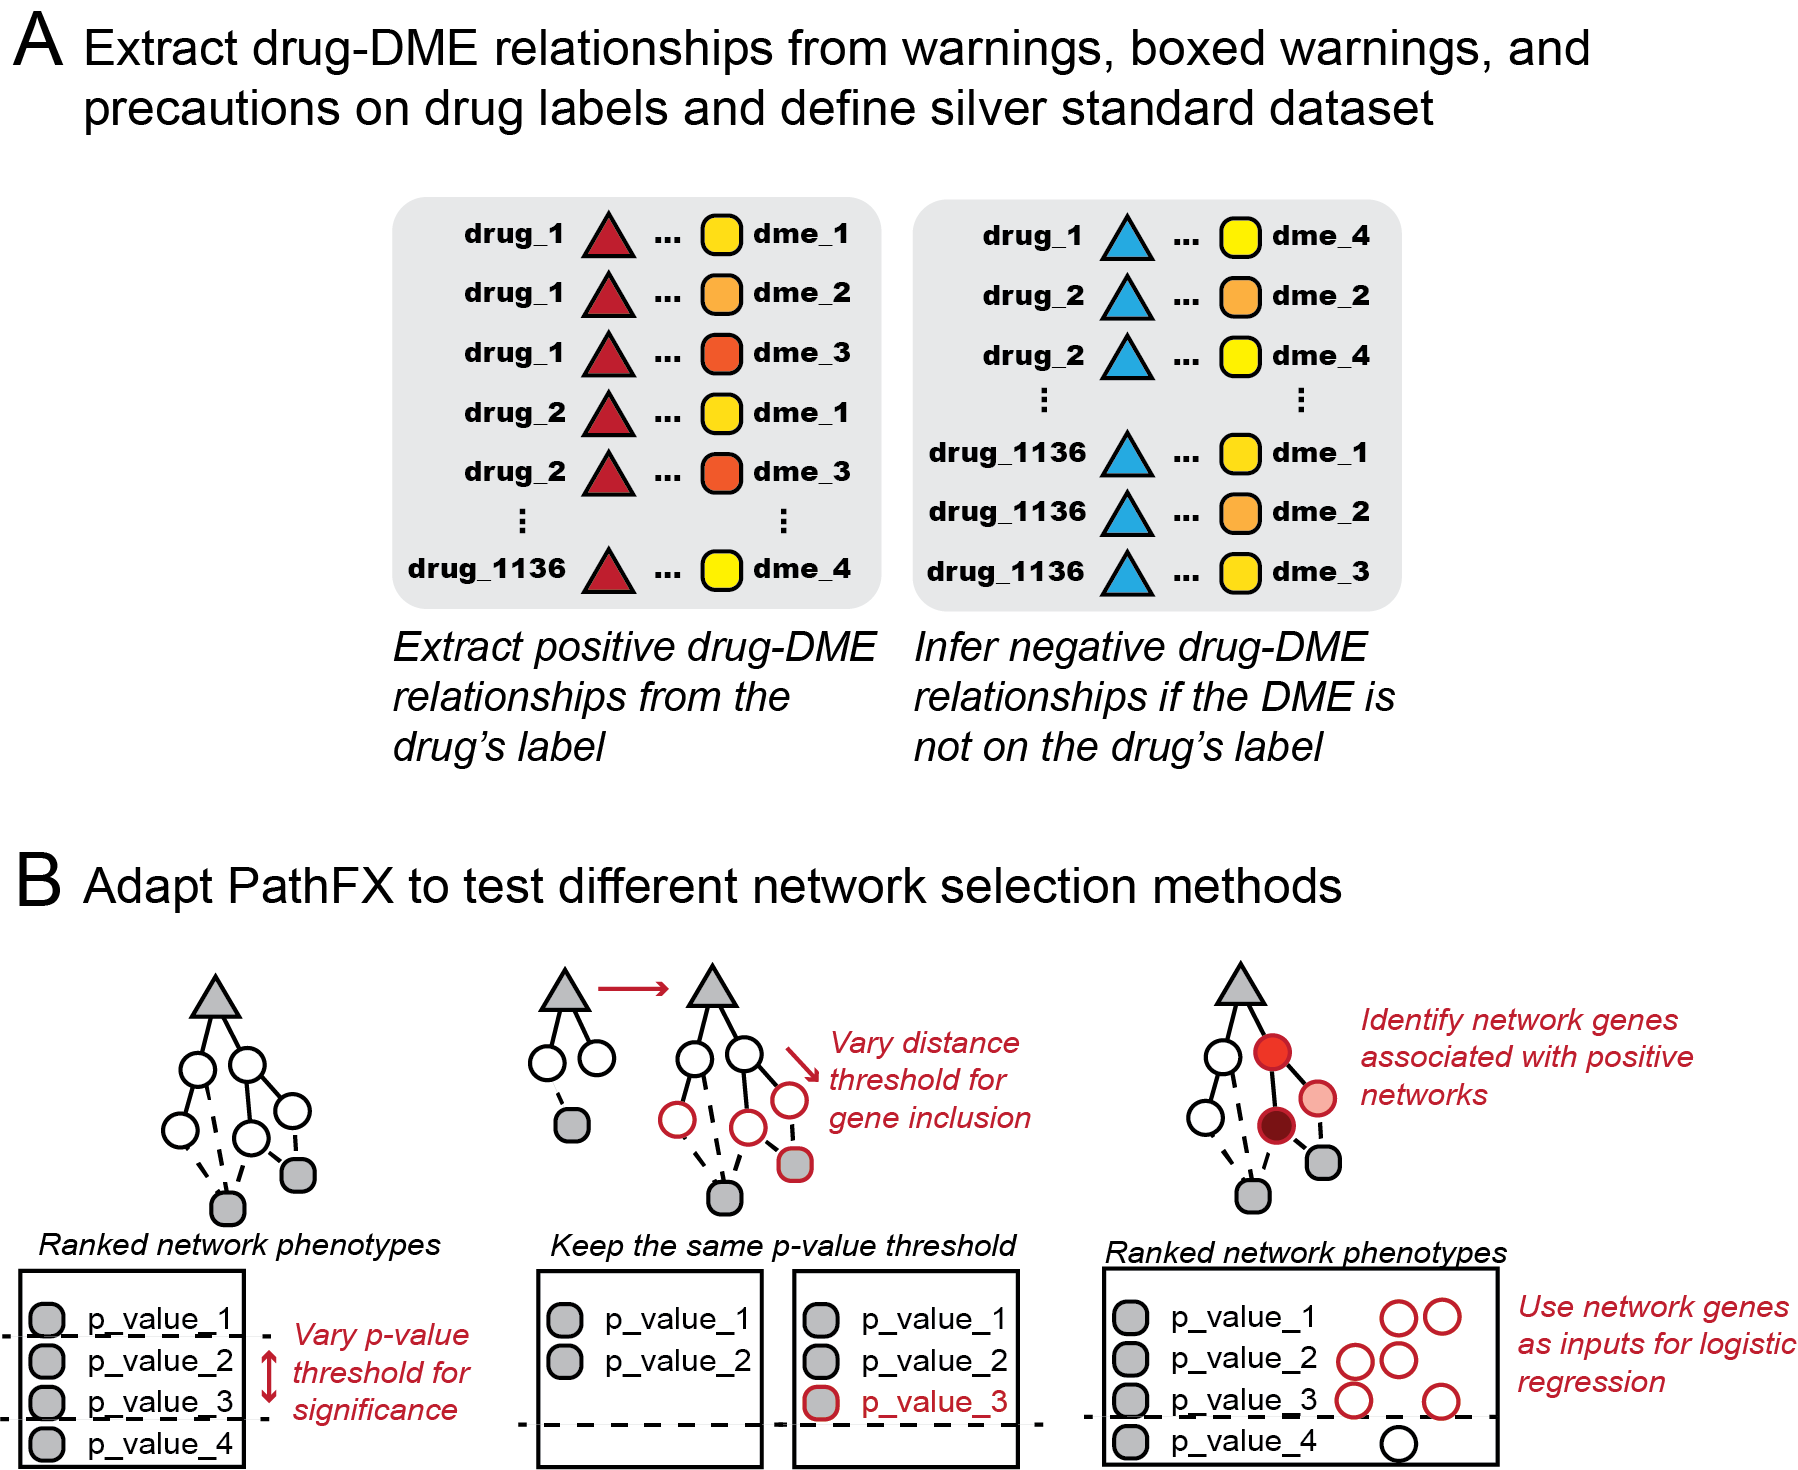 A Extract drug-DME relationships from warnings, boxed warnings, and
precautions on drug labels and define silver standard dataset
drug_1 ... dme_1
drug_1 ... dme_2
drug_1 ... dme_3
drug_2 ... dme_1
drug_2 ... dme_3
⋮ ⋮
drug_1136 ... dme_4
Extract positive drug-DME
relationships from the
drug's label
drug_1 ... dme_4
drug_2 ... dme_2
drug_2 ... dme_4
⋮ ⋮
drug_1136 ... dme_1
drug_1136 ... dme_2
drug_1136 ... dme_3
Infer negative drug-DME
relationships if the DME is
not on the drug's label
B Adapt PathFX to test different network selection methods
Ranked network phenotypes
p_value_1
p_value_2
p_value_3
p_value_4
Vary p-value
threshold for
significance
Vary distance
threshold for
gene inclusion
Keep the same p-value threshold
p_value_1
p_value_2
p_value_1
p_value_2
p_value_3
Identify network genes
associated with positive
networks
Ranked network phenotypes
p_value_1
p_value_2
p_value_3
p_value_4
Use network genes
as inputs for logistic
regression